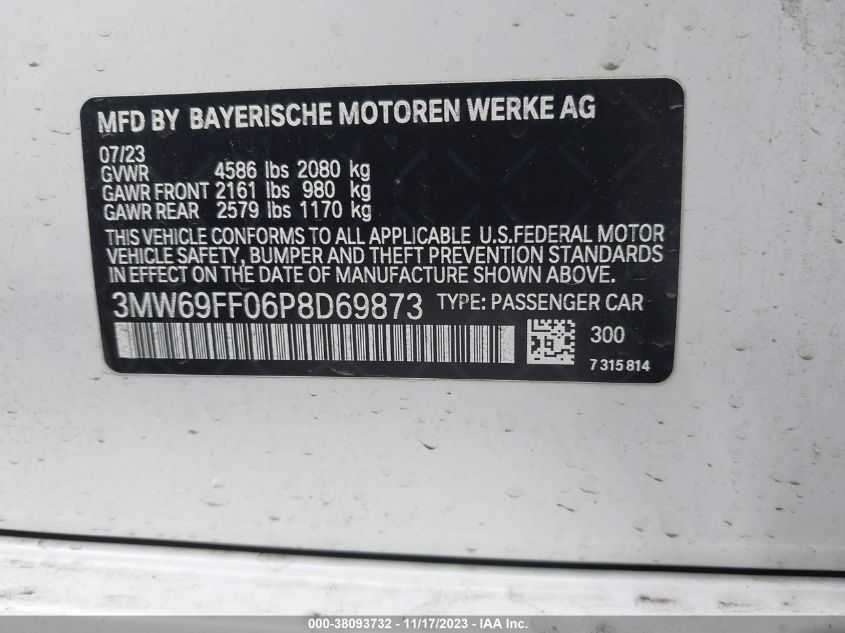 MFD BY BAYERISCHE MOTOREN WERKE AG
07/23
GVWR 4586 lbs 2080 kg
GAWR FRONT 2161 lbs 980 kg
GAWR REAR 2579 lbs 1170 kg
THIS VEHICLE CONFORMS TO ALL APPLICABLE U.S.FEDERAL MOTOR
VEHICLE SAFETY, BUMPER AND THEFT PREVENTION STANDARDS
IN EFFECT ON THE DATE OF MANUFACTURE SHOWN ABOVE.
3MW69FF06P8D69873 TYPE: PASSENGER CAR
300
7 315 814
000-38093732 - 11/17/2023 - IAA Inc.